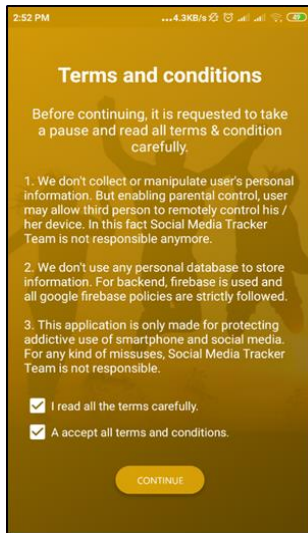 2:52 PM ...4.3KB/s 49
Terms and conditions
Before continuing, it is requested to take
a pause and read all terms & condition
carefully.
1. We don't collect or manipulate user's personal
information. But enabling parental control, user
may allow third person to remotely control his /
her device. In this fact Social Media Tracker
Team is not responsible anymore.
2. We don't use any personal database to store
information. For backend, firebase is used and
all google firebase policies are strictly followed.
3. This application is only made for protecting
addictive use of smartphone and social media.
For any kind of missuses, Social Media Tracker
Team is not responsible.
I read all the terms carefully.
A accept all terms and conditions.
CONTINUE